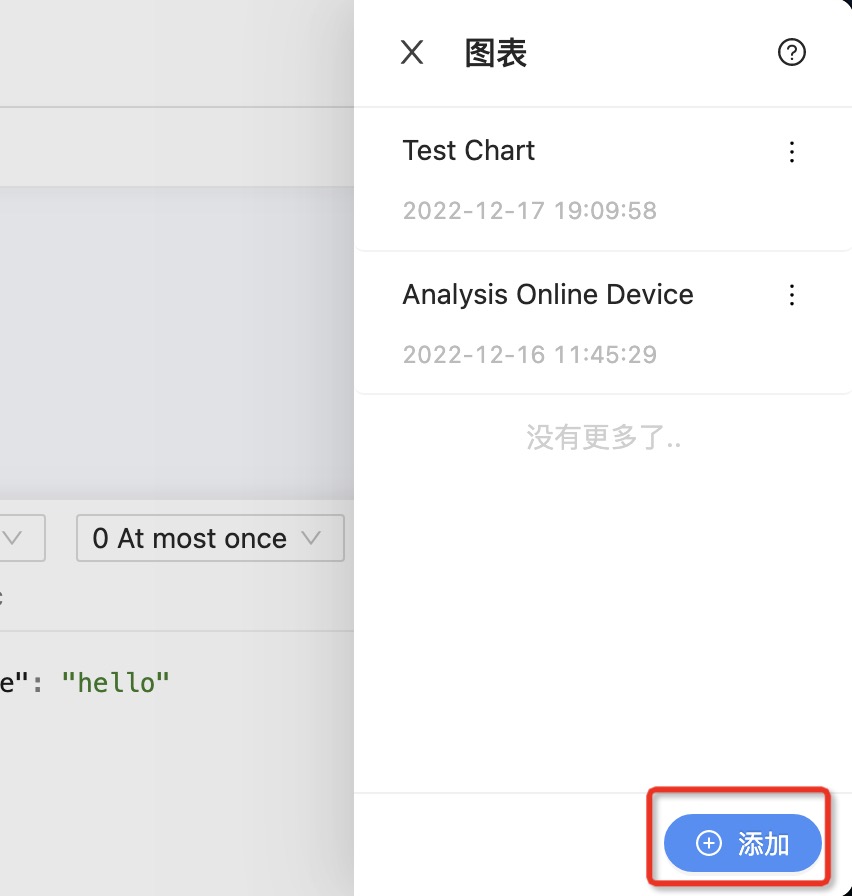 图表
Test Chart
2022-12-17 19:09:58
Analysis Online Device
2022-12-16 11:45:29
没有更多了..
0 At most once
e": "hello"
添加